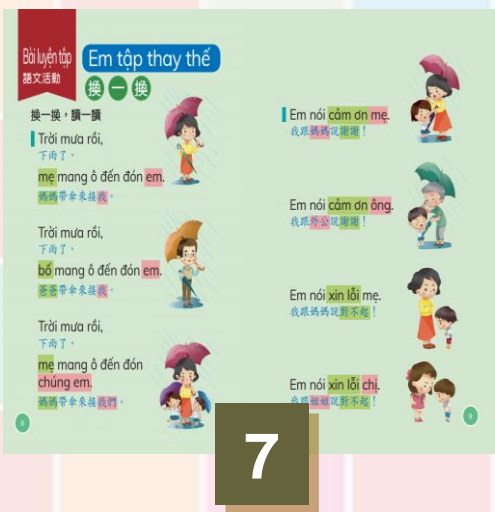 Bài luyện tập
語文活動
Em tập thay thế
換一換
換一換，讀一讀
Trời mưa rồi,
下雨了，
mẹ mang ô đến đón em.
媽媽帶傘來接我。
Trời mưa rồi,
下雨了，
bố mang ô đến đón em.
爸爸帶傘來接我。
Trời mưa rồi,
下雨了，
mẹ mang ô đến đón
chúng em.
媽媽帶傘來接我們。
8
Em nói cảm ơn mẹ.
我跟媽媽說謝謝！
Em nói cảm ơn ông.
我跟外公說謝謝！
Em nói xin lỗi mẹ.
我跟媽媽說對不起！
Em nói xin lỗi chị.
我跟姐姐說對不起！
9
7